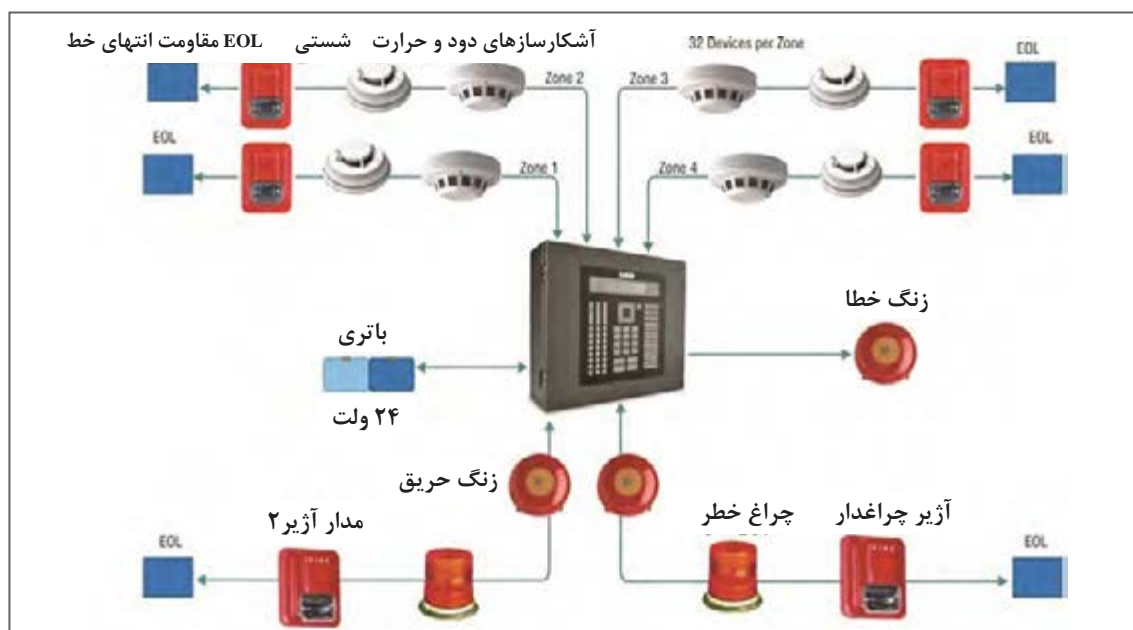 آشکارسازهای دود و حرارت شستی EOL مقاومت انتهای خط
32 Devices per Zone
EOL
Zone 2
Zone 3
EOL
Zone 1
Zone 4
EOL
زنگ خطا
باتری
۲۴ ولت
زنگ حریق
آژیر چراغدار
چراغ خطر
مدار آژیر۲
EOL
EOL